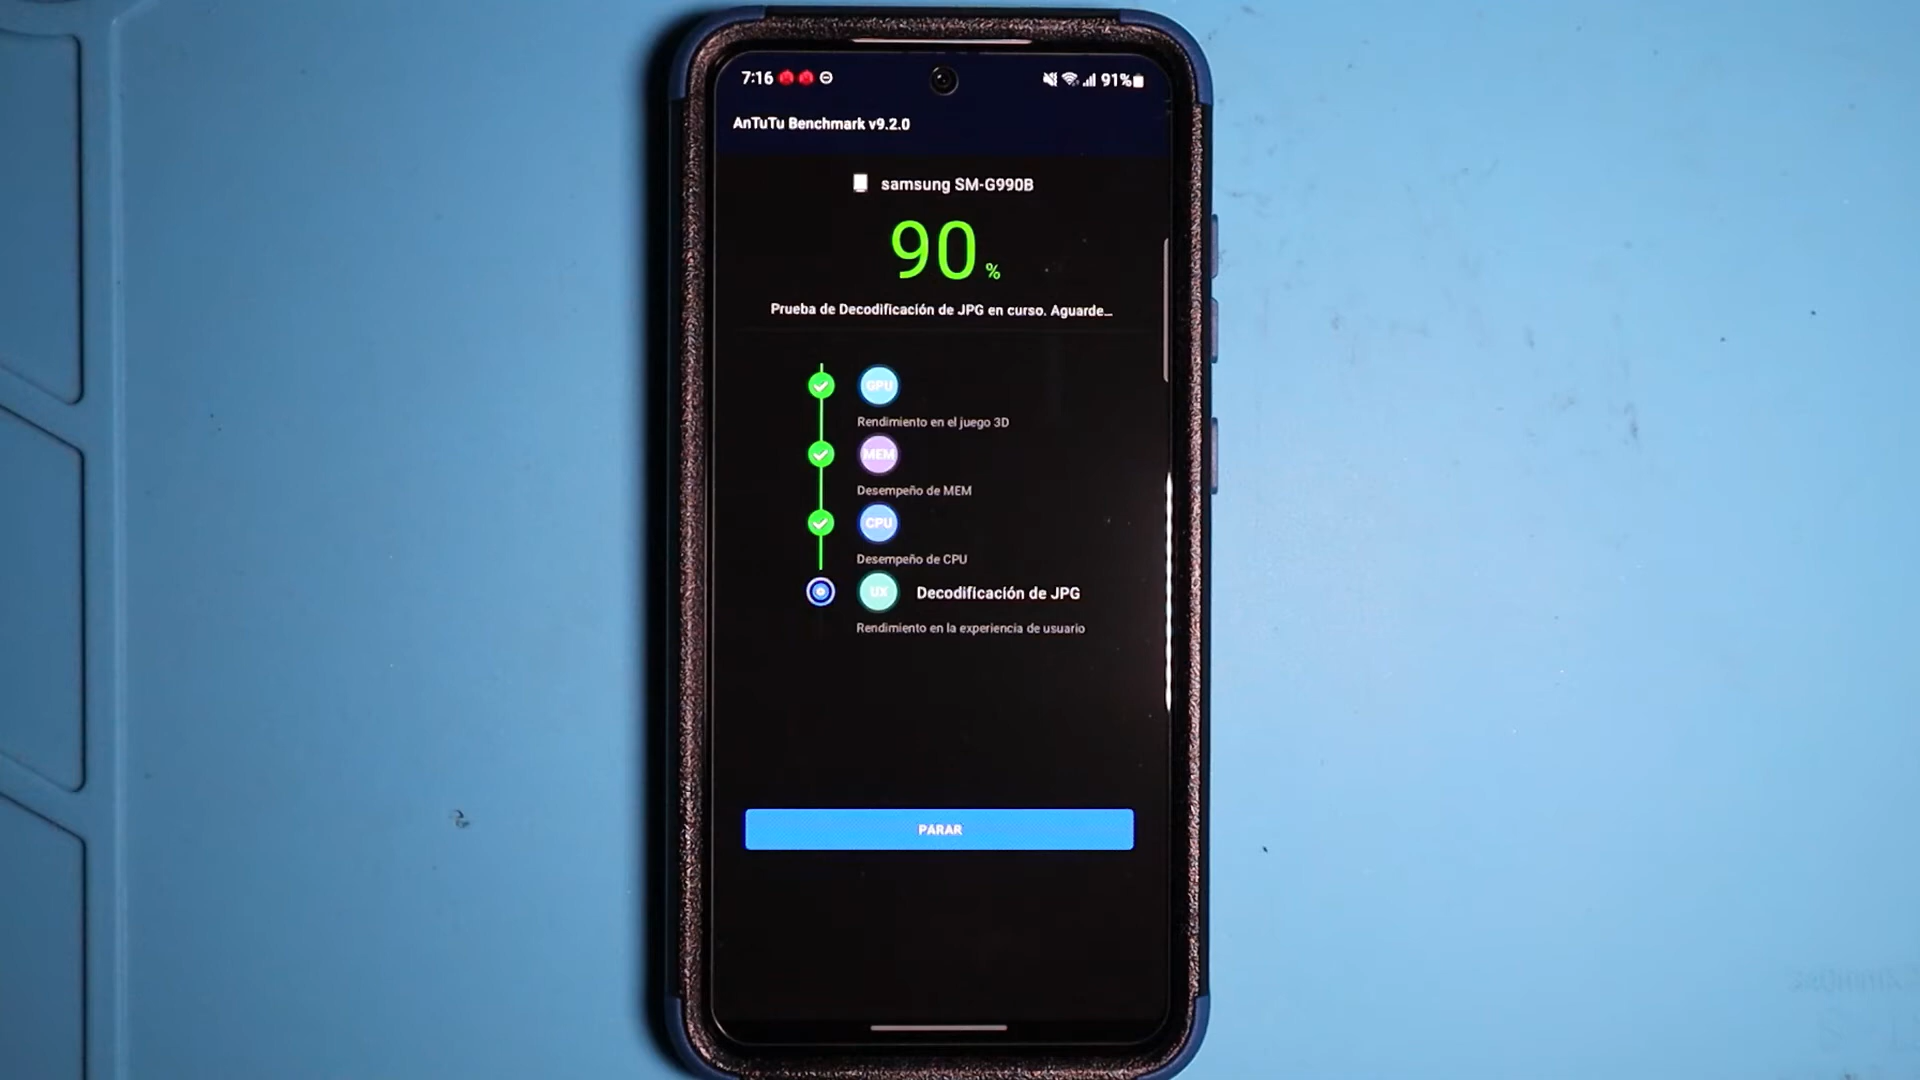 7:16 91%
AnTuTu Benchmark v9.2.0
samsung SM-G990B
90 %
Prueba de Decodificación de JPG en curso. Aguarde...
GPU
Rendimiento en el juego 3D
MEM
Desempeño de MEM
CPU
Desempeño de CPU
UX Decodificación de JPG
Rendimiento en la experiencia de usuario
PARAR